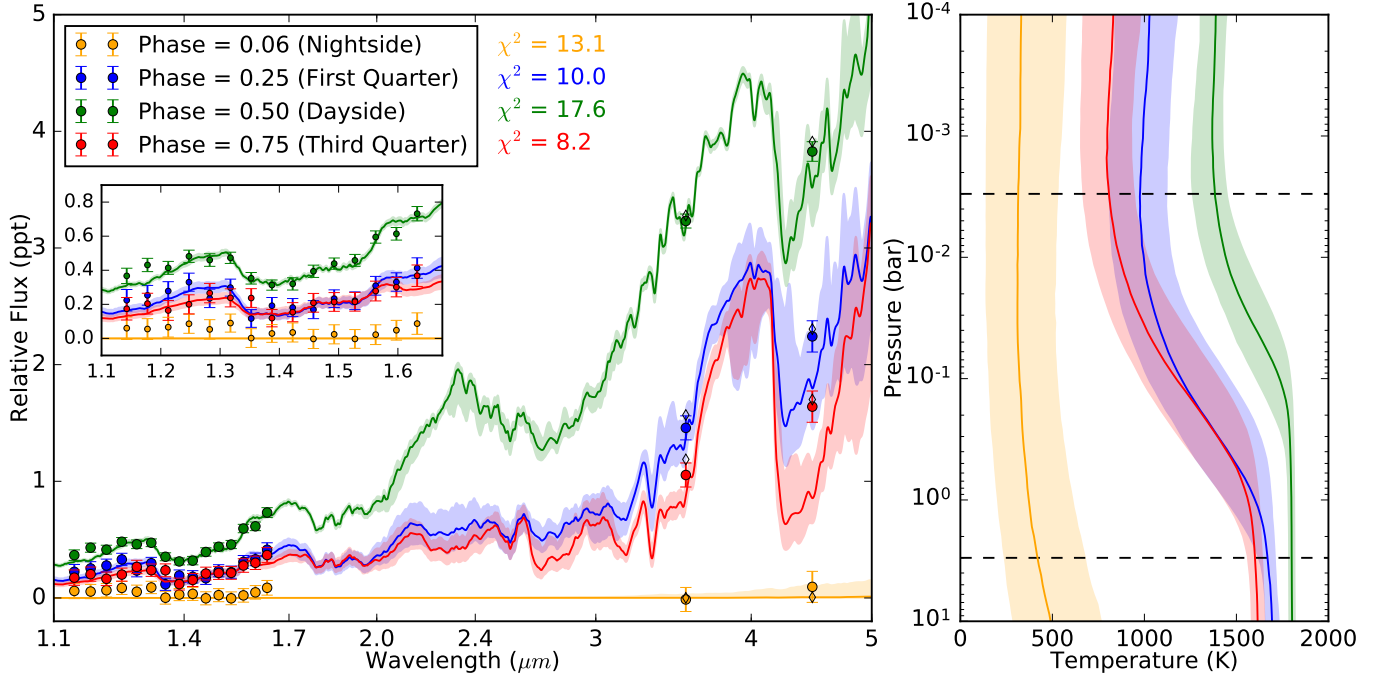 Phase = 0.06 (Nightside)
χ² = 13.1
Phase = 0.25 (First Quarter)
χ² = 10.0
Phase = 0.50 (Dayside)
χ² = 17.6
Phase = 0.75 (Third Quarter)
χ² = 8.2
Relative Flux (ppt)
5
4
3
2
1
0
0.8
0.6
0.4
0.2
0.0
1.1 1.2 1.3 1.4 1.5 1.6
1.1 1.4 1.7 2.0 2.4 3 4 5
Wavelength (μm)
Pressure (bar)
10⁻⁴
10⁻³
10⁻²
10⁻¹
10⁰
10¹
0 500 1000 1500 2000
Temperature (K)